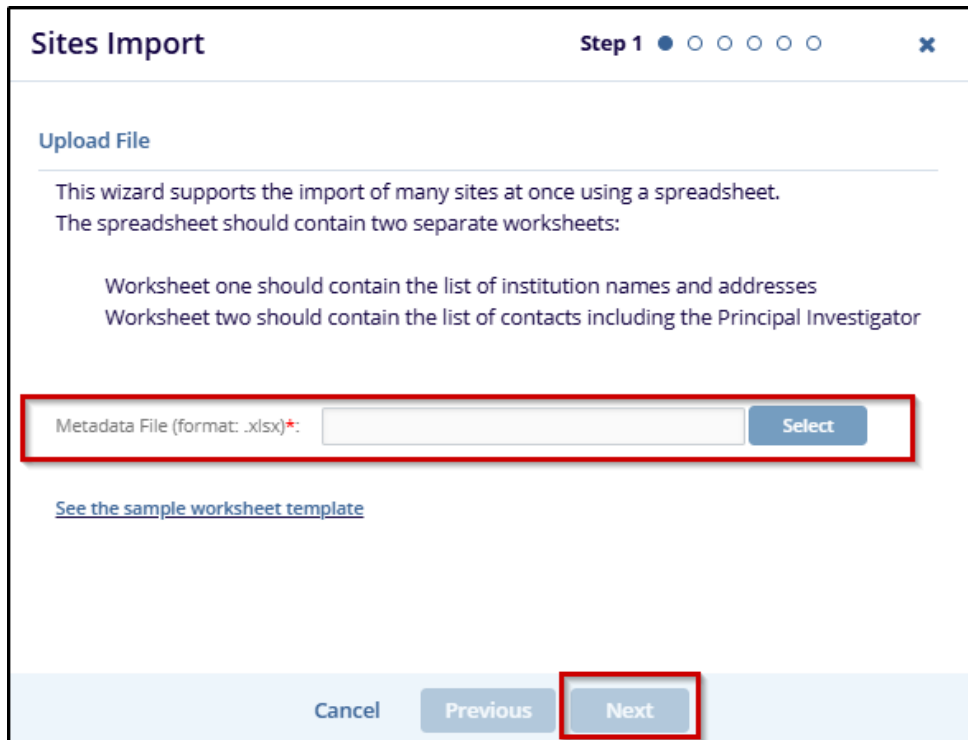 Sites Import
Step 1
Upload File
This wizard supports the import of many sites at once using a spreadsheet.
The spreadsheet should contain two separate worksheets:
Worksheet one should contain the list of institution names and addresses
Worksheet two should contain the list of contacts including the Principal Investigator
Metadata File (format: .xlsx)*:
Select
See the sample worksheet template
Cancel
Previous
Next